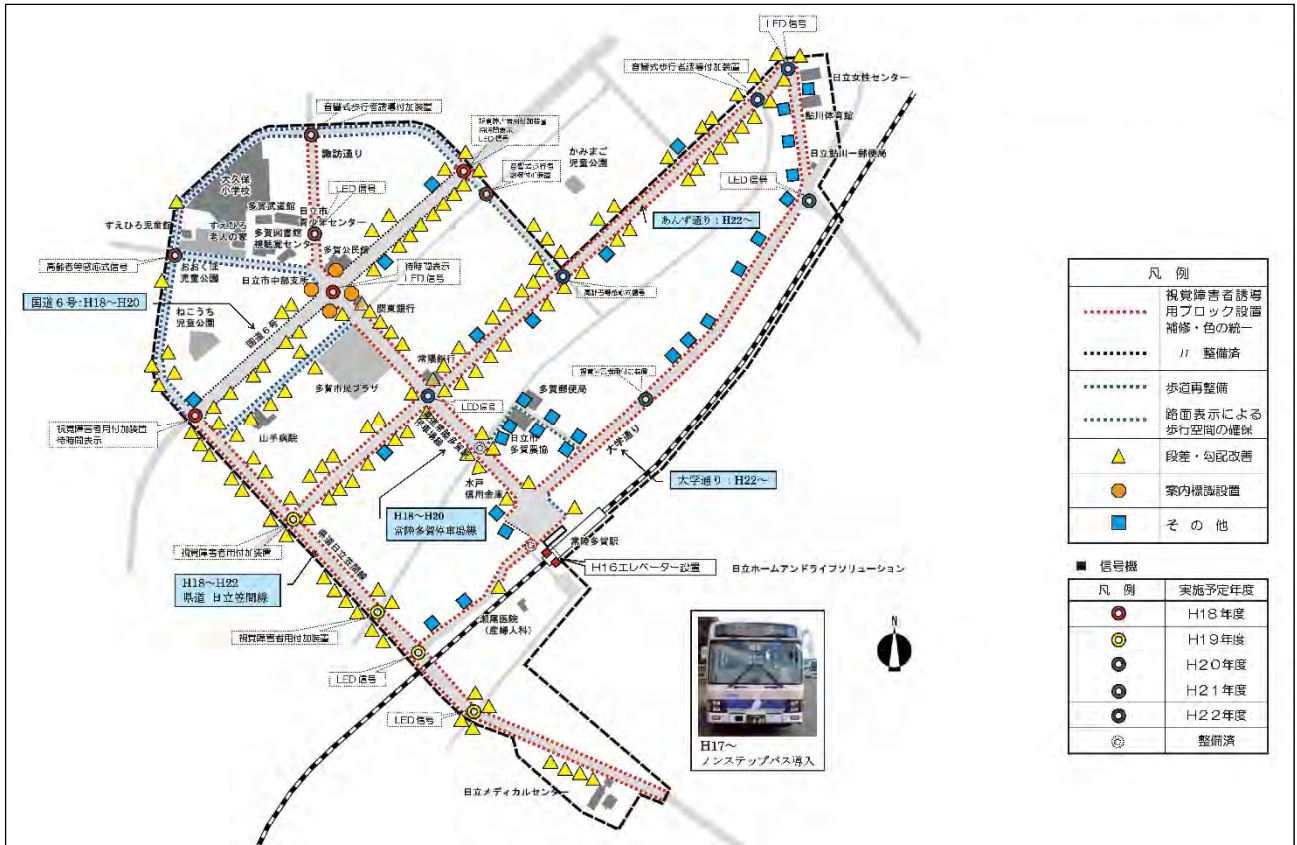 LED信号
音響式歩行者誘導付加装置
日立女性センター
鮎川体育館
日立鮎川一郵便局
LED信号
音響式歩行者誘導付加装置
諏訪通り
LED信号
かみまご
児童公園
大久保
小学校
多賀武道館
日立市
青少年センター
LED信号
すえひろ児童館
すえひろ
老人の家
多賀図書館
視聴覚センター
多賀公民館
あんず通り：H22～
高齢者等感応式信号
おおくぼ
児童公園
日立市中部支所
待時間表示
LED信号
国道6号：H18～H20
ねこうち
児童公園
国道6号
関東銀行
常陽銀行
多賀市民プラザ
LED信号
多賀郵便局
視覚障害者用付加装置
待時間表示
山手病院
日立市
多賀農協
大学通り
水戸
信用金庫
大学通り：H22～
H18～H20
常陸多賀停車場線
視覚障害者用付加装置
県道日立笠間線
常陸多賀駅
H16エレベーター設置
日立ホームアンドライフソリューション
H18～H22
県道 日立笠間線
瀬尾医院
（産婦人科）
視覚障害者用付加装置
LED信号
LED信号
N
H17～
ノンステップバス導入
日立メディカルセンター
凡 例
視覚障害者誘導
用ブロック設置
補修・色の統一
〃 整備済
歩道再整備
路面表示による
歩行空間の確保
段差・勾配改善
案内標識設置
その他
■ 信号機
凡 例
実施予定年度
H18年度
H19年度
H20年度
H21年度
H22年度
整備済